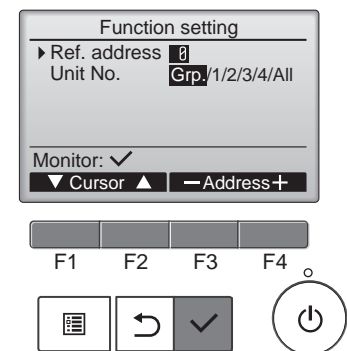 Function setting
Ref. address 0
Unit No. Grp./1/2/3/4/All
Monitor: ✓
▼ Cursor ▲ −Address+
F1 F2 F3 F4